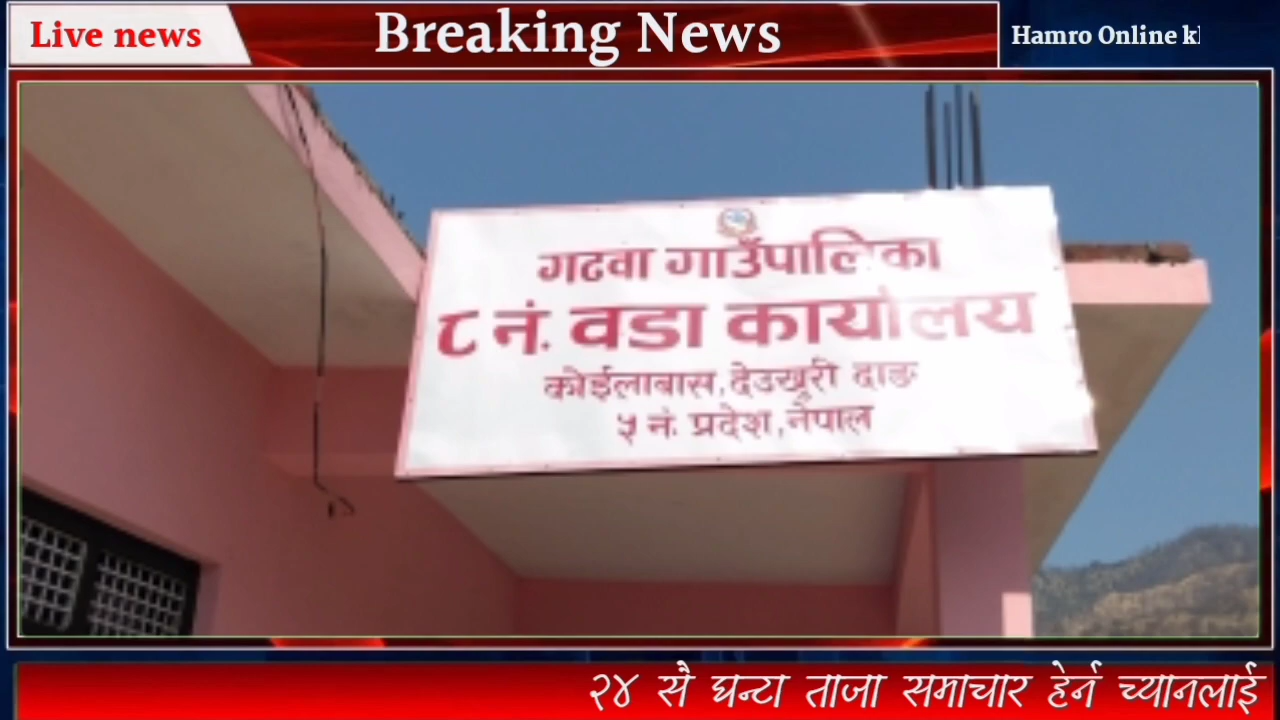 Live news
Breaking News
Hamro Online
गढवा गाउँपालिका
८ नं. वडा कार्यालय
कोईलाबास,देउखुरी दाङ
५ नं. प्रदेश,नेपाल
२४ सै घन्टा ताजा समाचार हेर्न च्यानलाई